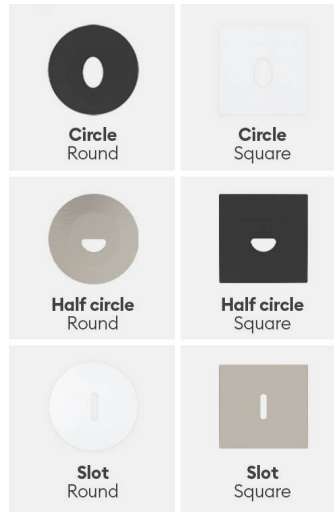 Circle
Round
Circle
Square
Half circle
Round
Half circle
Square
Slot
Round
Slot
Square